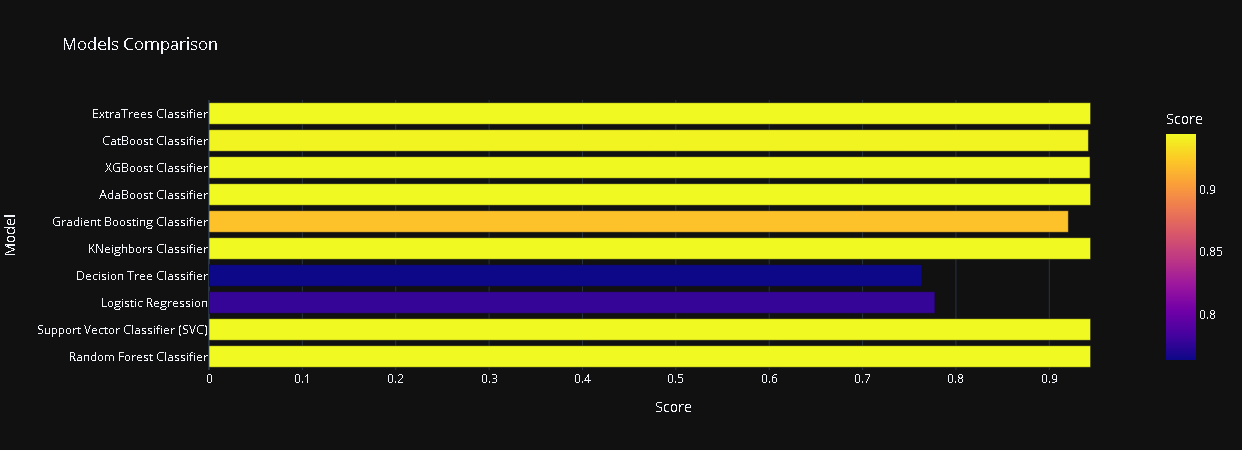 Models Comparison
ExtraTrees Classifier
CatBoost Classifier
XGBoost Classifier
AdaBoost Classifier
Gradient Boosting Classifier
KNeighbors Classifier
Decision Tree Classifier
Logistic Regression
Support Vector Classifier (SVC)
Random Forest Classifier
Model
0 0.1 0.2 0.3 0.4 0.5 0.6 0.7 0.8 0.9
Score
Score
0.9
0.85
0.8